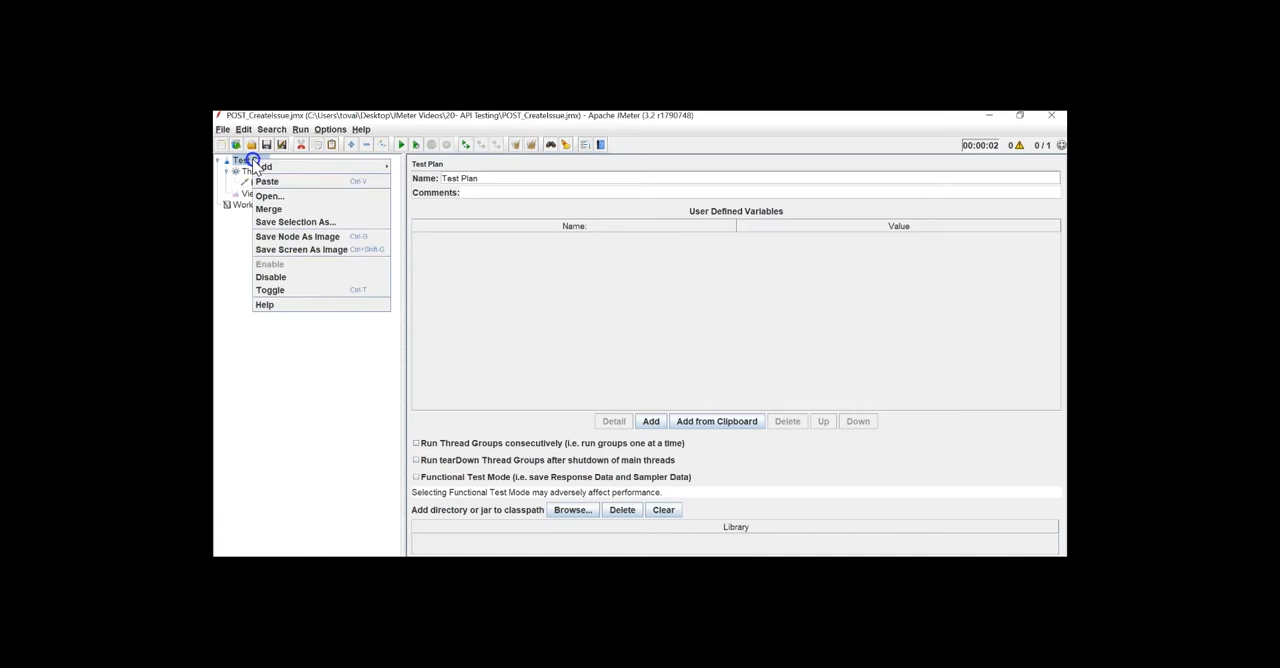 POST_CreateIssue.jmx (C:\Users\tovai\Desktop\JMeter Videos\20- API Testing\POST_CreateIssue.jmx) - Apache JMeter (3.2 r1790748)
File Edit Search Run Options Help
00:00:02 0 0 / 1
Test
Add
Paste Ctrl-V
Open...
Merge
Save Selection As...
Save Node As Image Ctrl-G
Save Screen As Image Ctrl+Shift-G
Enable
Disable
Toggle Ctrl-T
Help
Th
Vie
Work
Test Plan
Name: Test Plan
Comments:
User Defined Variables
Name: Value
Detail Add Add from Clipboard Delete Up Down
Run Thread Groups consecutively (i.e. run groups one at a time)
Run tearDown Thread Groups after shutdown of main threads
Functional Test Mode (i.e. save Response Data and Sampler Data)
Selecting Functional Test Mode may adversely affect performance.
Add directory or jar to classpath Browse... Delete Clear
Library